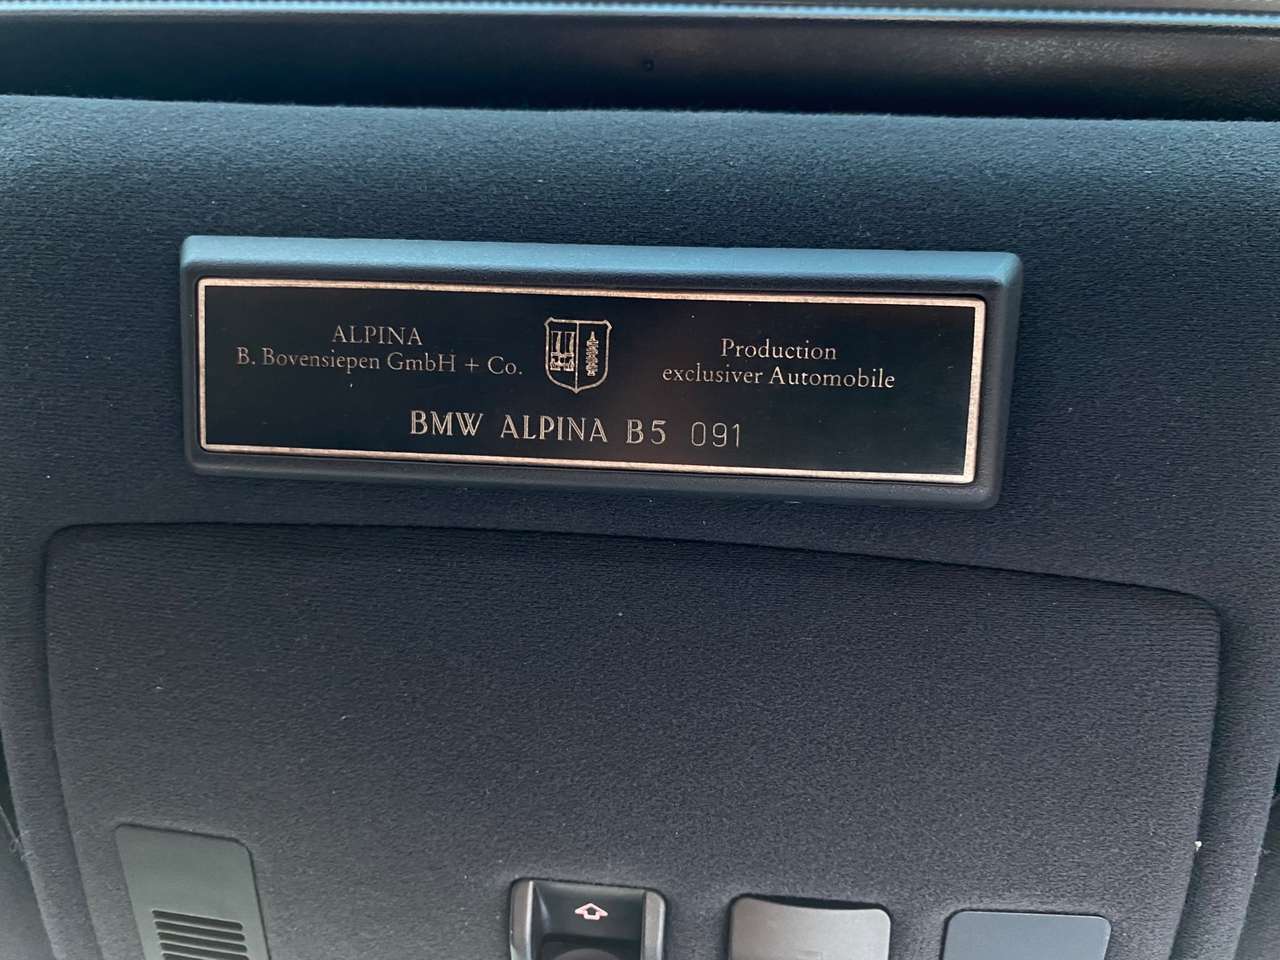 ALPINA
B. Bovensiepen GmbH + Co.
Production
exclusiver Automobile
BMW ALPINA B5 091